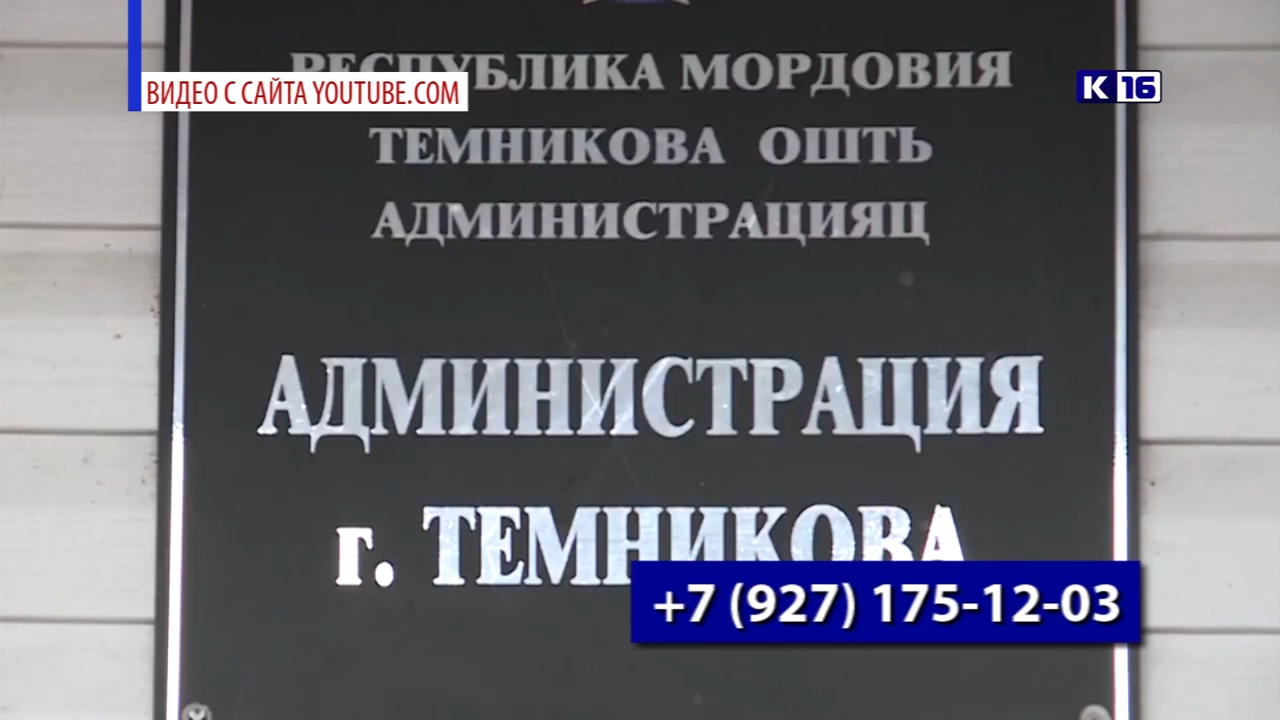 РЕСПУБЛИКА МОРДОВИЯ
ВИДЕО С САЙТА YOUTUBE.COM
К 16
ТЕМНИКОВА ОШТЬ
АДМИНИСТРАЦИЯЦ
АДМИНИСТРАЦИЯ
г. ТЕМНИКОВА
+7 (927) 175-12-03